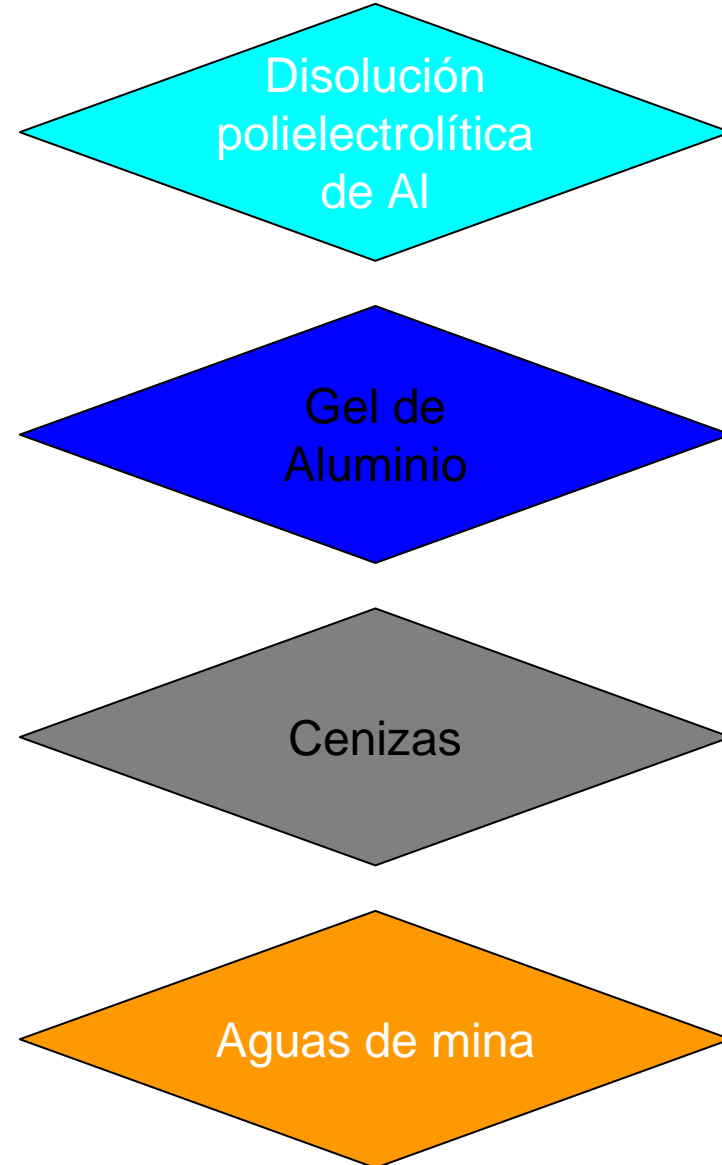 Disolución
polielectrolítica
de Al
Gel de
Aluminio
Cenizas
Aguas de mina